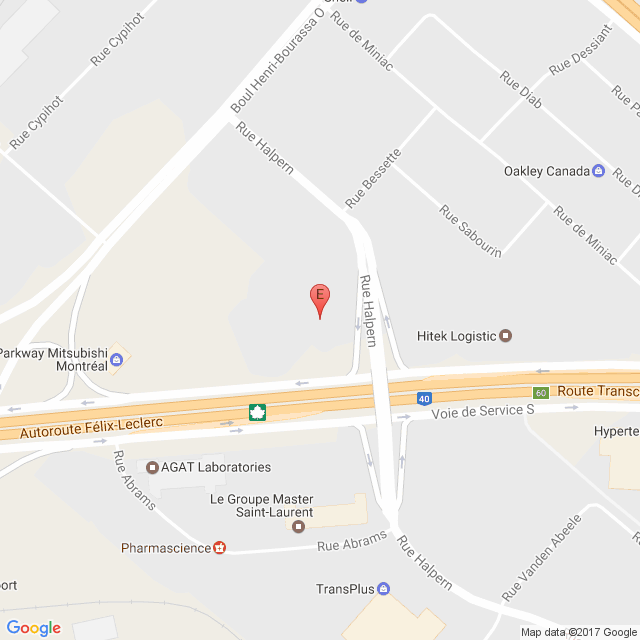 Rue Cypihot
Boul Henri-Bourassa O
Rue de Miniac
Rue Dessiant
Rue Diab
Rue Cypihot
Rue Halpern
Rue Bessette
Oakley Canada
Rue Sabourin
Rue de Miniac
E
Rue Halpern
Hitek Logistic
Parkway Mitsubishi
Montréal
40
60
Route Transc
Voie de Service S
Autoroute Félix-Leclerc
Hyperte
Rue Abrams
AGAT Laboratories
Le Groupe Master
Saint-Laurent
Pharmascience
Rue Abrams
Rue Halpern
Rue Vanden Abeele
port
TransPlus
Google
Map data ©2017 Google